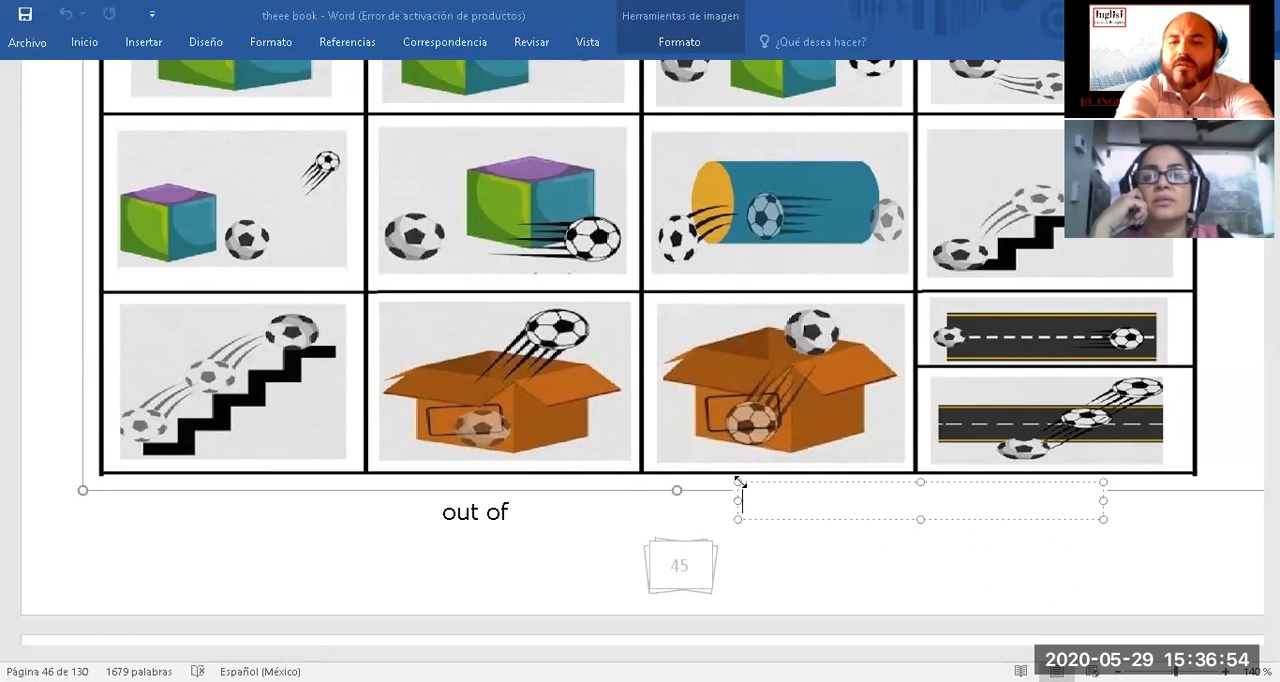 theee book - Word (Error de activación de productos)
Herramientas de imagen
Archivo Inicio Insertar Diseño Formato Referencias Correspondencia Revisar Vista Formato ¿Qué desea hacer?
Inglisi
out of
45
2020-05-29 15:36:54
Página 46 de 130 1679 palabras Español (México) 140 %